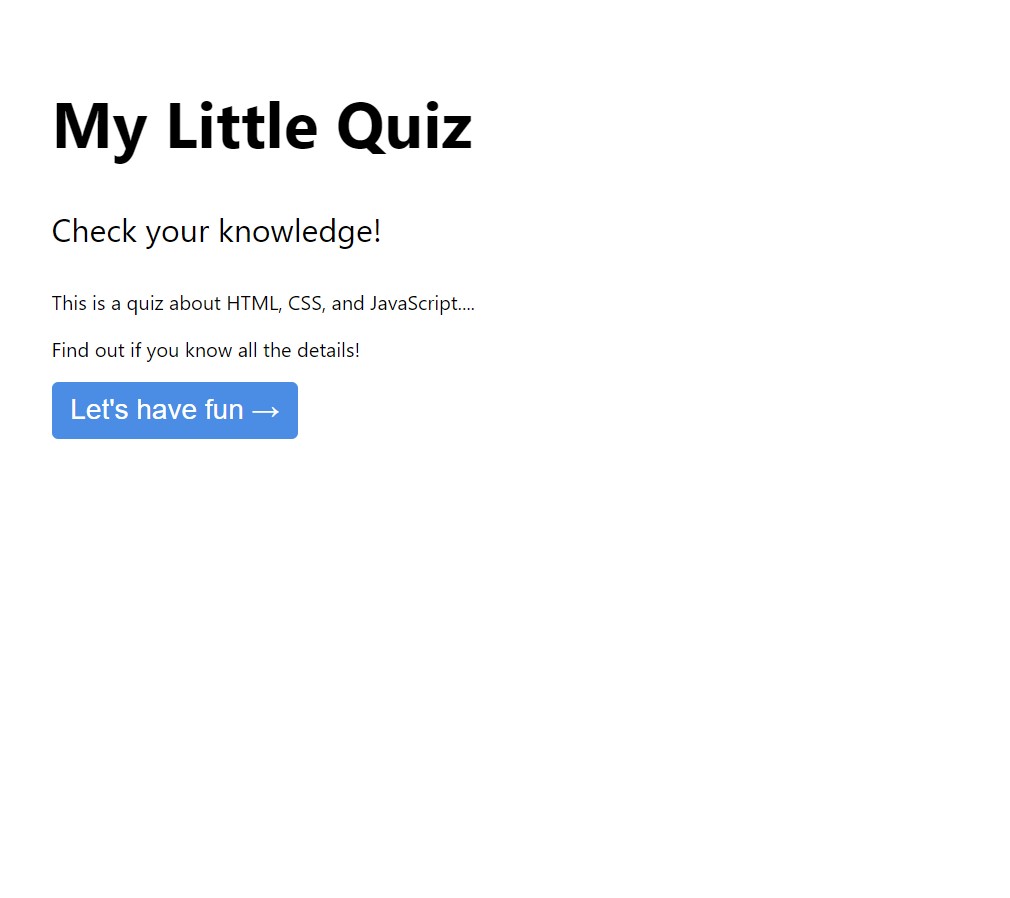 My Little Quiz
Check your knowledge!
This is a quiz about HTML, CSS, and JavaScript....
Find out if you know all the details!
Let's have fun →